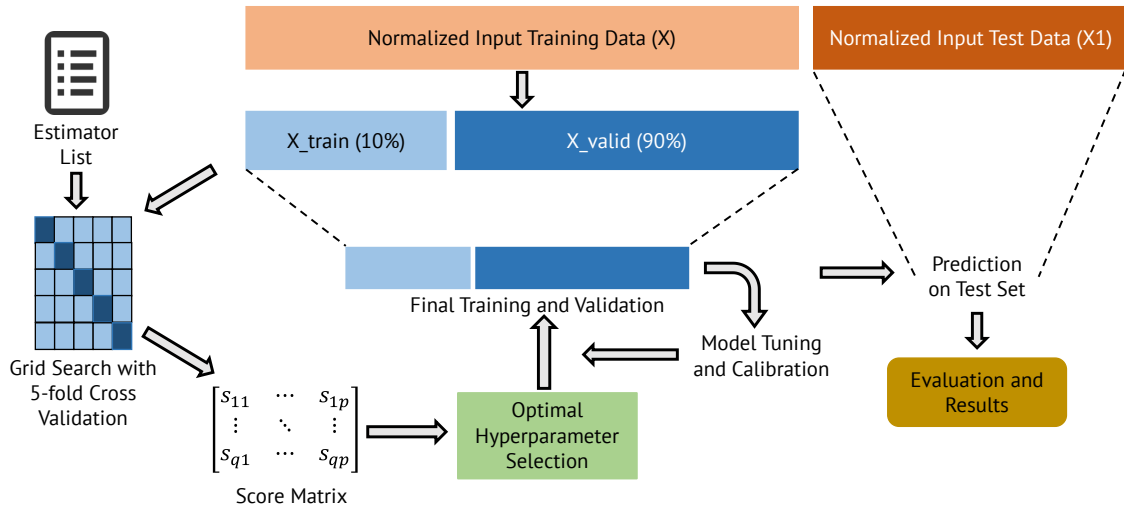 Normalized Input Training Data (X)
Normalized Input Test Data (X1)
Estimator
List
X_train (10%)
X_valid (90%)
Final Training and Validation
Prediction
on Test Set
Model Tuning
and Calibration
Grid Search with
5-fold Cross
Validation
Evaluation and
Results
s11 ⋯ s1p
⋮ ⋱ ⋮
sq1 ⋯ sqp
Score Matrix
Optimal
Hyperparameter
Selection